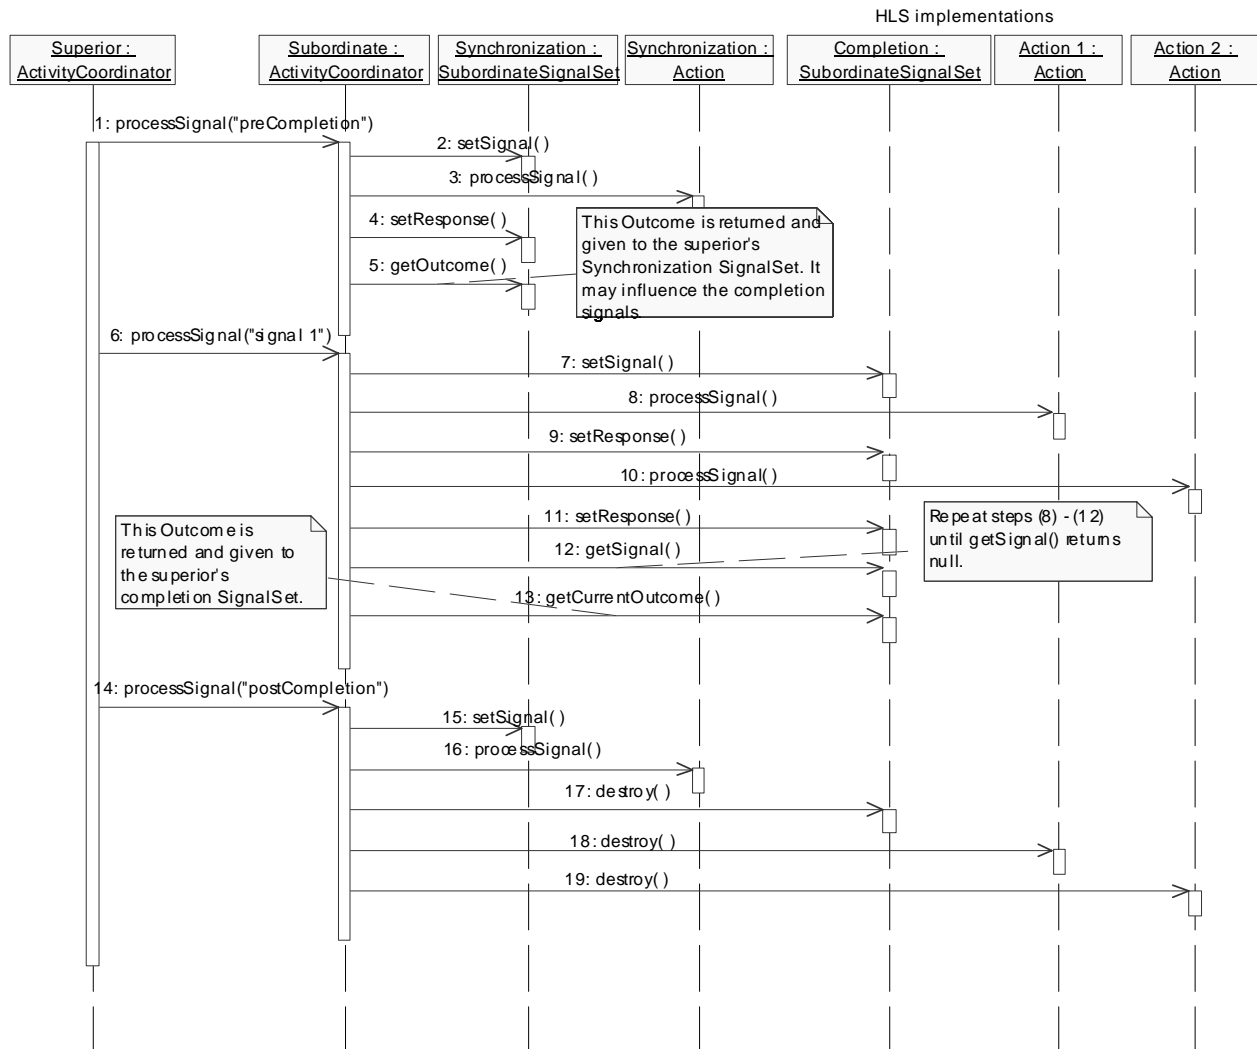 HLS implementations
Superior :
ActivityCoordinator
Subordinate :
ActivityCoordinator
Synchronization :
SubordinateSignalSet
Synchronization :
Action
Completion :
SubordinateSignalSet
Action 1 :
Action
Action 2 :
Action
1: processSignal("preCompletion")
2: setSignal( )
3: processSignal( )
4: setResponse( )
5: getOutcome( )
This Outcome is returned and
given to the superior's
Synchronization SignalSet. It
may influence the completion
signals.
6: processSignal("signal 1")
7: setSignal( )
8: processSignal( )
9: setResponse( )
10: processSignal( )
11: setResponse( )
12: getSignal( )
13: getCurrentOutcome( )
This Outcome is
returned and given to
the superior's
completion SignalSet.
Repeat steps (8) - (12)
until getSignal() returns
null.
14: processSignal("postCompletion")
15: setSignal( )
16: processSignal( )
17: destroy( )
18: destroy( )
19: destroy( )